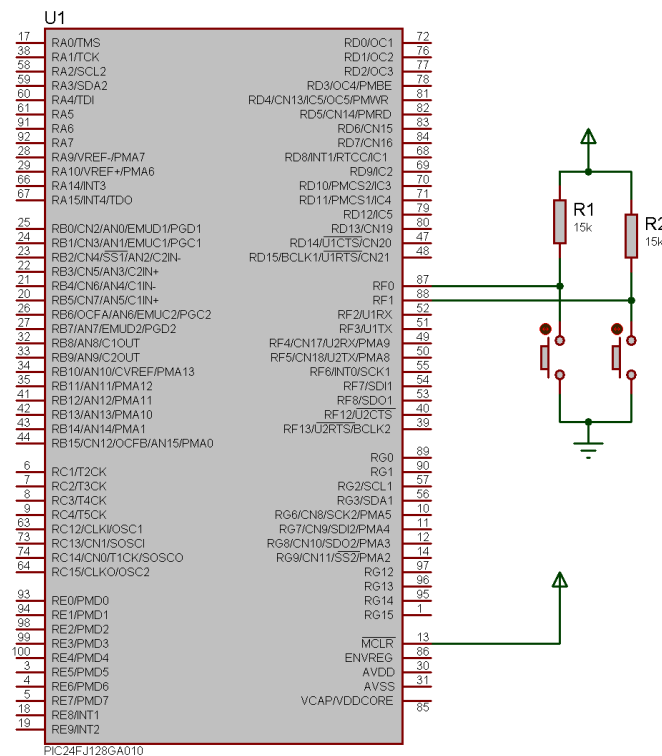 U1
17 RA0/TMS
38 RA1/TCK
58 RA2/SCL2
59 RA3/SDA2
60 RA4/TDI
61 RA5
91 RA6
92 RA7
28 RA9/VREF-/PMA7
29 RA10/VREF+/PMA6
66 RA14/INT3
67 RA15/INT4/TDO
25 RB0/CN2/AN0/EMUD1/PGD1
24 RB1/CN3/AN1/EMUC1/PGC1
23 RB2/CN4/SS1/AN2/C2IN-
22 RB3/CN5/AN3/C2IN+
21 RB4/CN6/AN4/C1IN-
20 RB5/CN7/AN5/C1IN+
26 RB6/OCFA/AN6/EMUC2/PGC2
27 RB7/AN7/EMUD2/PGD2
32 RB8/AN8/C1OUT
33 RB9/AN9/C2OUT
34 RB10/AN10/CVREF/PMA13
35 RB11/AN11/PMA12
41 RB12/AN12/PMA11
42 RB13/AN13/PMA10
43 RB14/AN14/PMA1
44 RB15/CN12/OCFB/AN15/PMA0
6 RC1/T2CK
7 RC2/T3CK
8 RC3/T4CK
9 RC4/T5CK
63 RC12/CLKI/OSC1
73 RC13/CN1/SOSCI
74 RC14/CN0/T1CK/SOSCO
64 RC15/CLKO/OSC2
93 RE0/PMD0
94 RE1/PMD1
98 RE2/PMD2
99 RE3/PMD3
100 RE4/PMD4
3 RE5/PMD5
4 RE6/PMD6
5 RE7/PMD7
18 RE8/INT1
19 RE9/INT2
RD0/OC1 72
RD1/OC2 76
RD2/OC3 77
RD3/OC4/PMBE 78
RD4/CN13/IC5/OC5/PMWR 81
RD5/CN14/PMRD 82
RD6/CN15 83
RD7/CN16 84
RD8/INT1/RTCC/IC1 68
RD9/IC2 69
RD10/PMCS2/IC3 70
RD11/PMCS1/IC4 71
RD12/IC5 79
RD13/CN19 80
RD14/U1CTS/CN20 47
RD15/BCLK1/U1RTS/CN21 48
RF0 87
RF1 88
RF2/U1RX 52
RF3/U1TX 51
RF4/CN17/U2RX/PMA9 49
RF5/CN18/U2TX/PMA8 50
RF6/INT0/SCK1 55
RF7/SDI1 54
RF8/SDO1 53
RF12/U2CTS 40
RF13/U2RTS/BCLK2 39
RG0 89
RG1 90
RG2/SCL1 57
RG3/SDA1 56
RG6/CN8/SCK2/PMA5 10
RG7/CN9/SDI2/PMA4 11
RG8/CN10/SDO2/PMA3 12
RG9/CN11/SS2/PMA2 14
RG12 97
RG13 96
RG14 95
RG15 1
MCLR 13
ENVREG 86
AVDD 30
AVSS 31
VCAP/VDDCORE 85
PIC24FJ128GA010
R1
15k
R2
15k